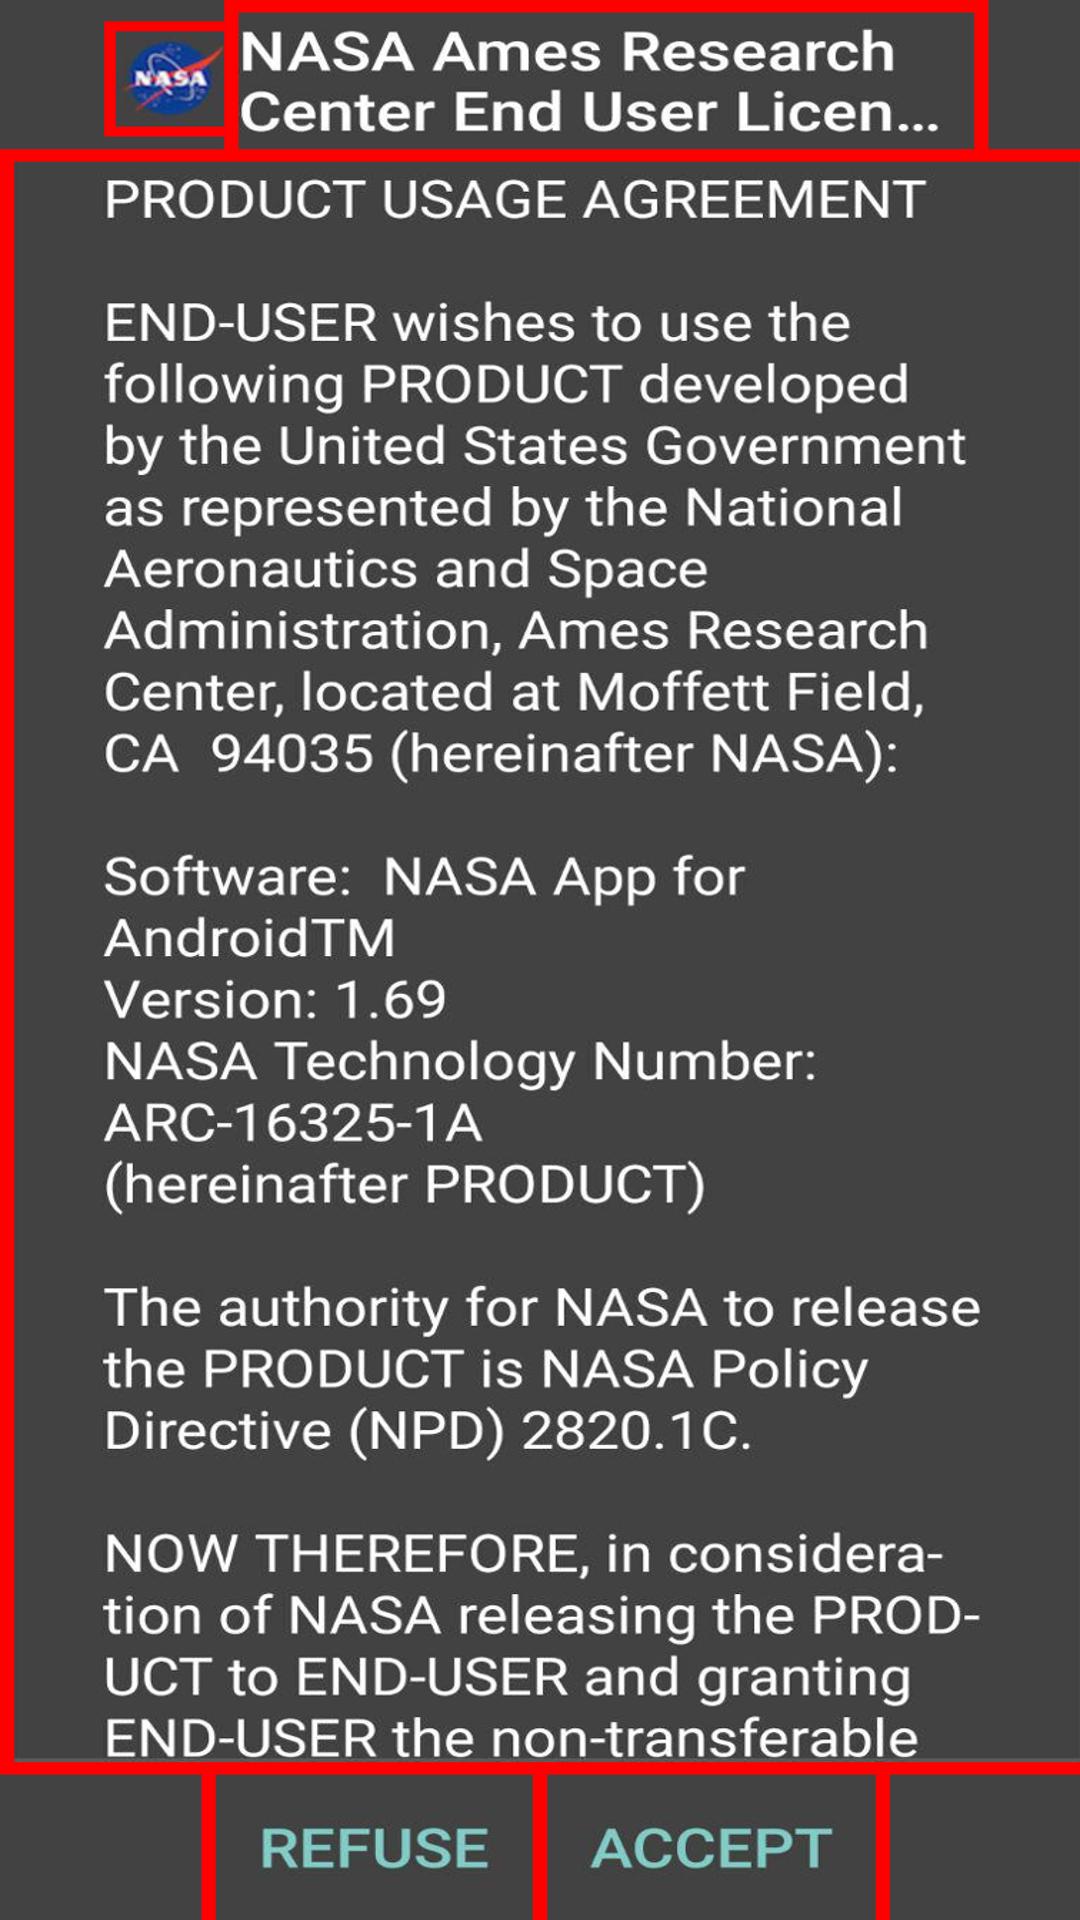 NASA
NASA Ames Research
Center End User Licen...
PRODUCT USAGE AGREEMENT
END-USER wishes to use the
following PRODUCT developed
by the United States Government
as represented by the National
Aeronautics and Space
Administration, Ames Research
Center, located at Moffett Field,
CA  94035 (hereinafter NASA):
Software:  NASA App for
AndroidTM
Version: 1.69
NASA Technology Number:
ARC-16325-1A
(hereinafter PRODUCT)
The authority for NASA to release
the PRODUCT is NASA Policy
Directive (NPD) 2820.1C.
NOW THEREFORE, in considera-
tion of NASA releasing the PROD-
UCT to END-USER and granting
END-USER the non-transferable
REFUSE
ACCEPT